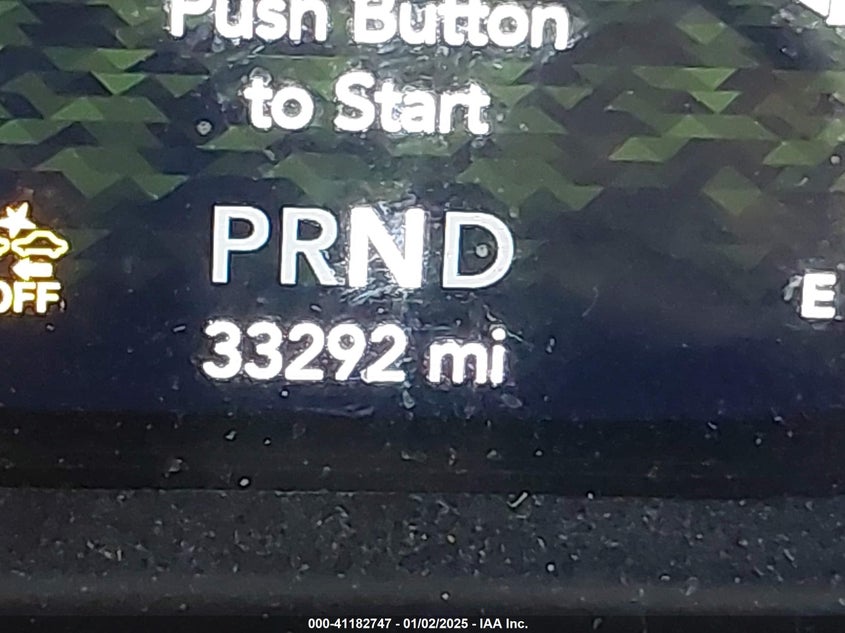 Push Button
to Start
PRND
OFF
E
33292 mi
000-41182747 - 01/02/2025 - IAA Inc.